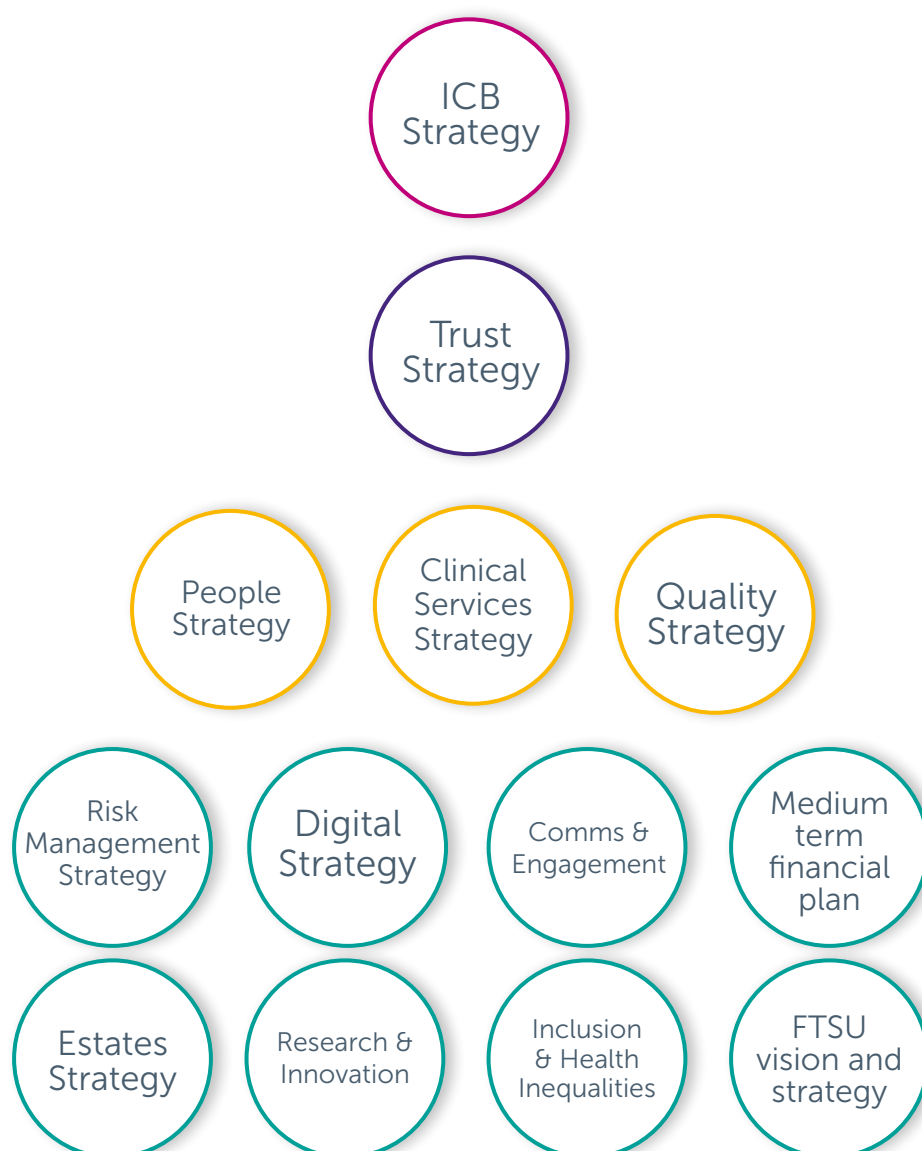 ICB
Strategy
Trust
Strategy
People
Strategy
Clinical
Services
Strategy
Quality
Strategy
Risk
Management
Strategy
Digital
Strategy
Comms &
Engagement
Medium
term
financial
plan
Estates
Strategy
Research &
Innovation
Inclusion
& Health
Inequalities
FTSU
vision and
strategy